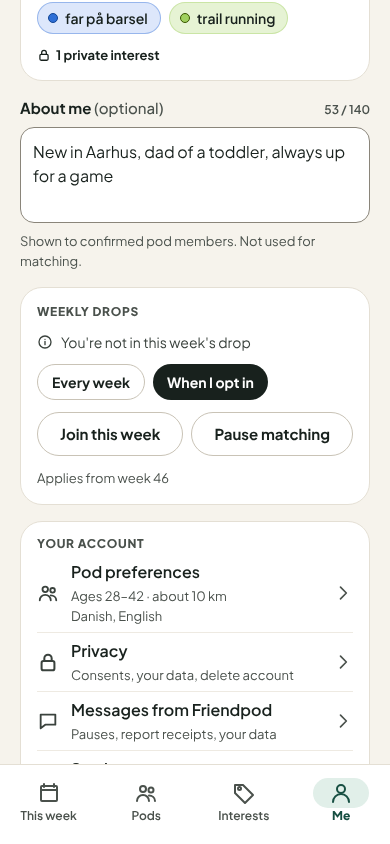 far på barsel
trail running
1 private interest
About me (optional)
53 / 140
New in Aarhus, dad of a toddler, always up
for a game
Shown to confirmed pod members. Not used for
matching.
WEEKLY DROPS
You're not in this week's drop
Every week
When I opt in
Join this week
Pause matching
Applies from week 46
YOUR ACCOUNT
Pod preferences
Ages 28–42 · about 10 km
Danish, English
Privacy
Consents, your data, delete account
Messages from Friendpod
Pauses, report receipts, your data
This week
Pods
Interests
Me